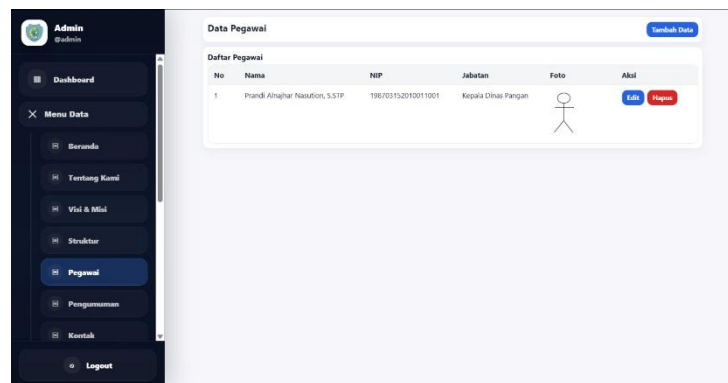 Admin
@admin
Dashboard
Menu Data
Beranda
Tentang Kami
Visi & Misi
Struktur
Pegawai
Pengumuman
Kontak
Logout
Data Pegawai
Tambah Data
Daftar Pegawai
No Nama NIP Jabatan Foto Aksi
1 Prandi Alnajhar Nasution, S.STP 198703152010011001 Kepala Dinas Pangan Edit Hapus